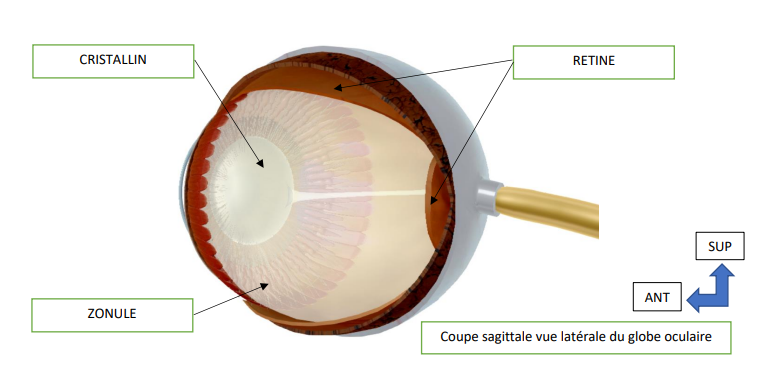 CRISTALLIN
RETINE
SUP
ANT
ZONULE
Coupe sagittale vue latérale du globe oculaire